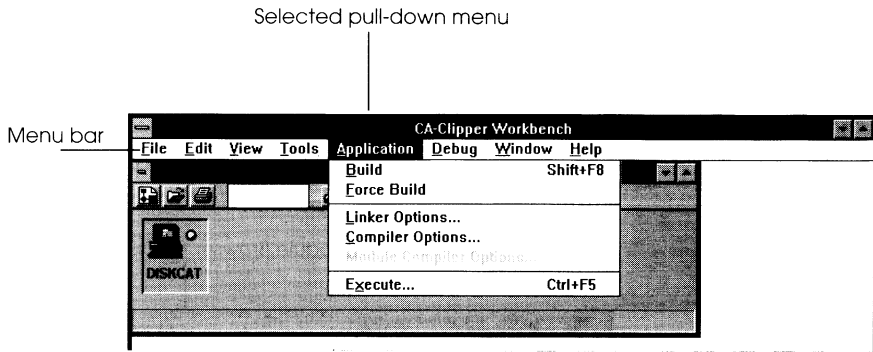 Selected pull-down menu
CA-Clipper Workbench
Menu bar
File Edit View Tools Application Debug Window Help
Build Shift+F8
Force Build
Linker Options...
Compiler Options...
Module Compiler Options...
Execute... Ctrl+F5
DISKCAT